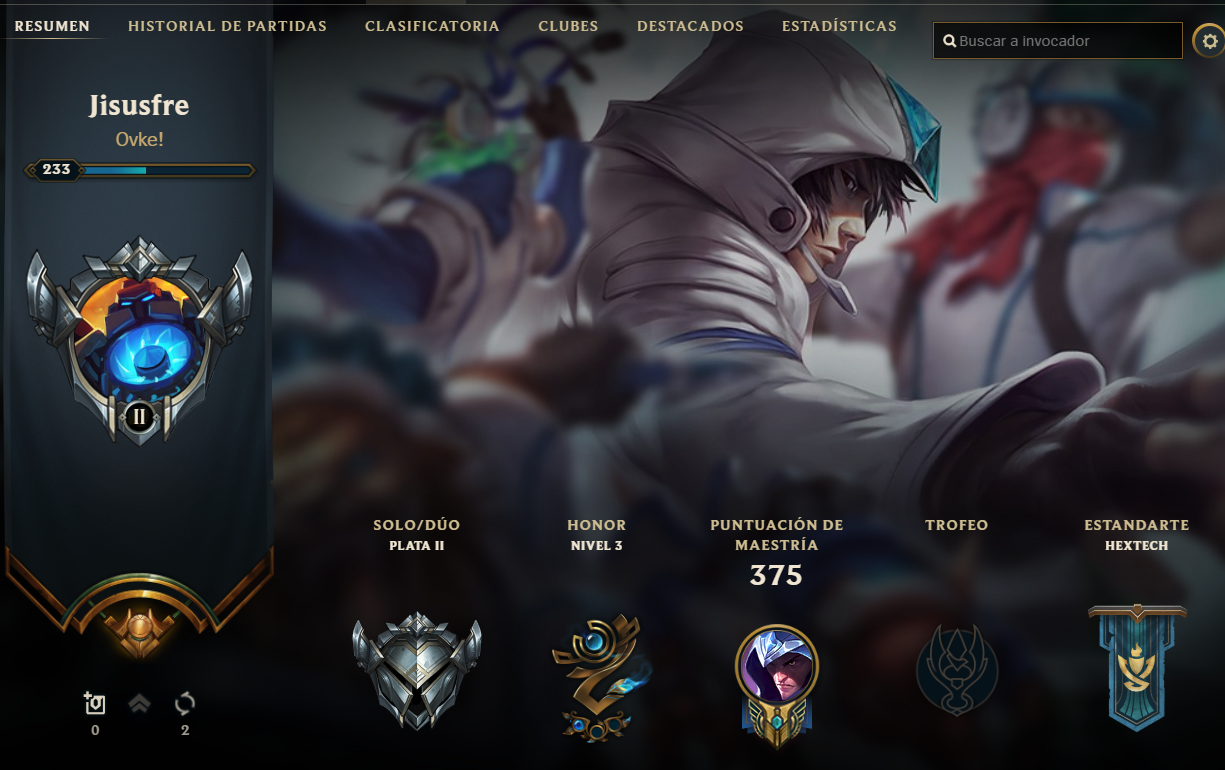 RESUMEN
HISTORIAL DE PARTIDAS
CLASIFICATORIA
CLUBES
DESTACADOS
ESTADÍSTICAS
Buscar a invocador
Jisusfre
Ovke!
233
II
SOLO/DÚO
PLATA II
HONOR
NIVEL 3
PUNTUACIÓN DE
MAESTRÍA
375
TROFEO
ESTANDARTE
HEXTECH
0
2